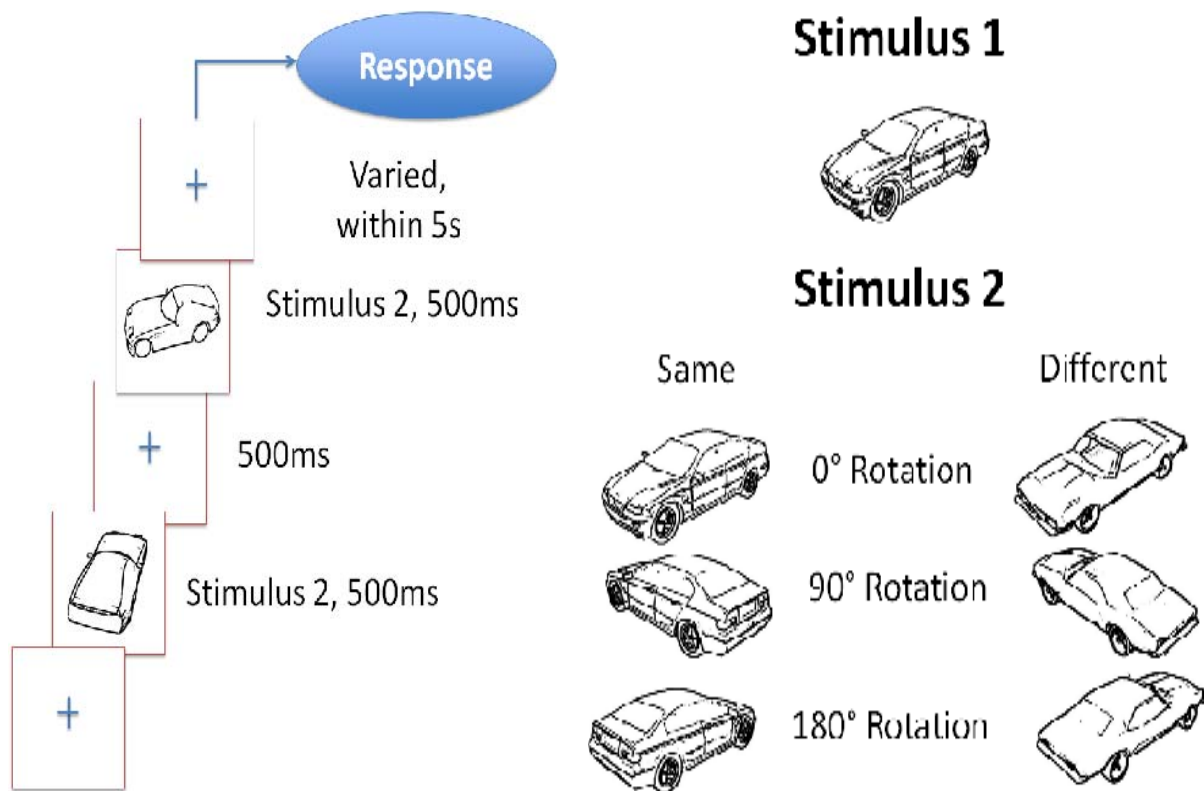 Response
Varied,
within 5s
Stimulus 2, 500ms
500ms
Stimulus 2, 500ms
Stimulus 1
Stimulus 2
Same
Different
0° Rotation
90° Rotation
180° Rotation